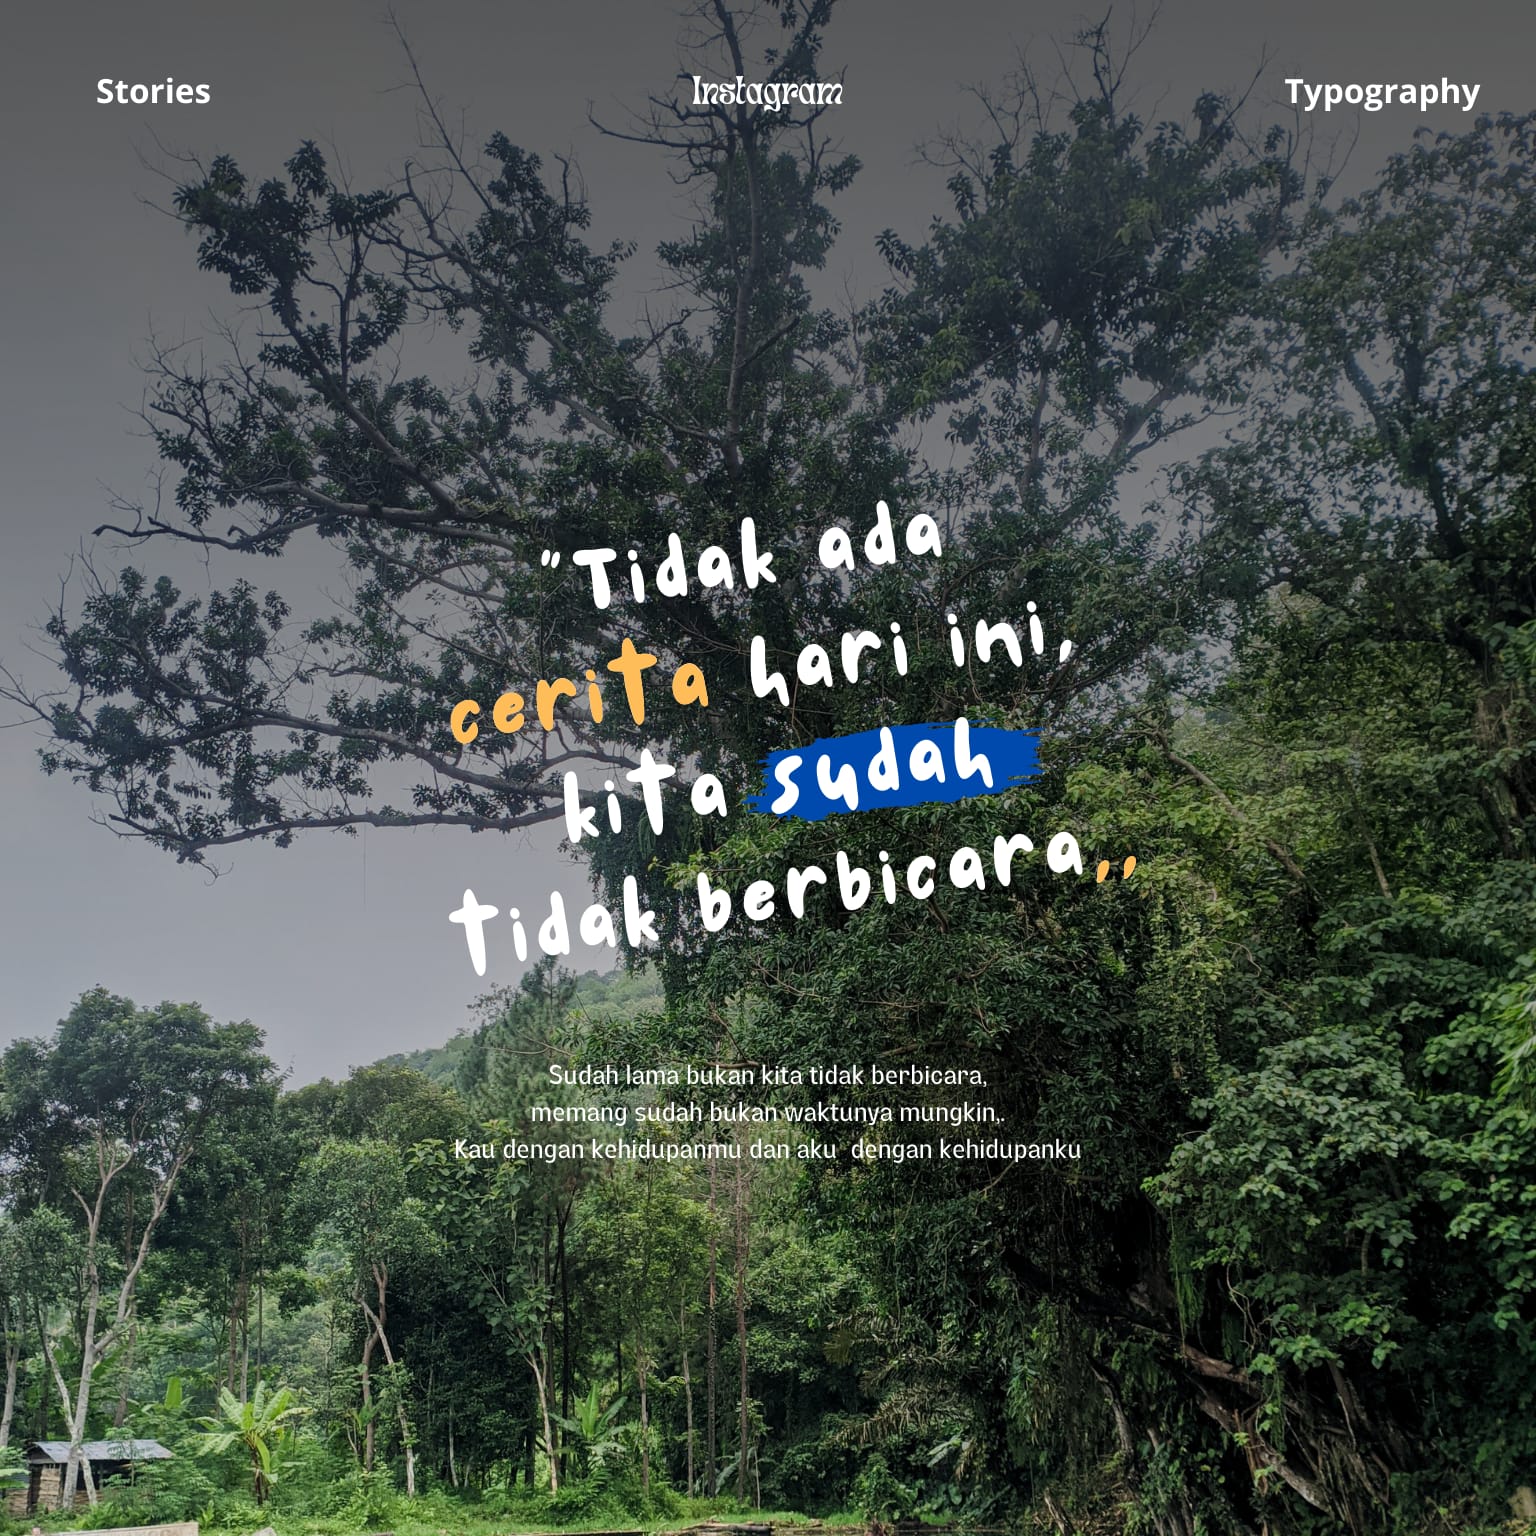 Stories
Instagram
Typography
"Tidak ada
cerita hari ini,
kita sudah
tidak berbicara,,
Sudah lama bukan kita tidak berbicara,
memang sudah bukan waktunya mungkin,.
Kau dengan kehidupanmu dan aku  dengan kehidupanku